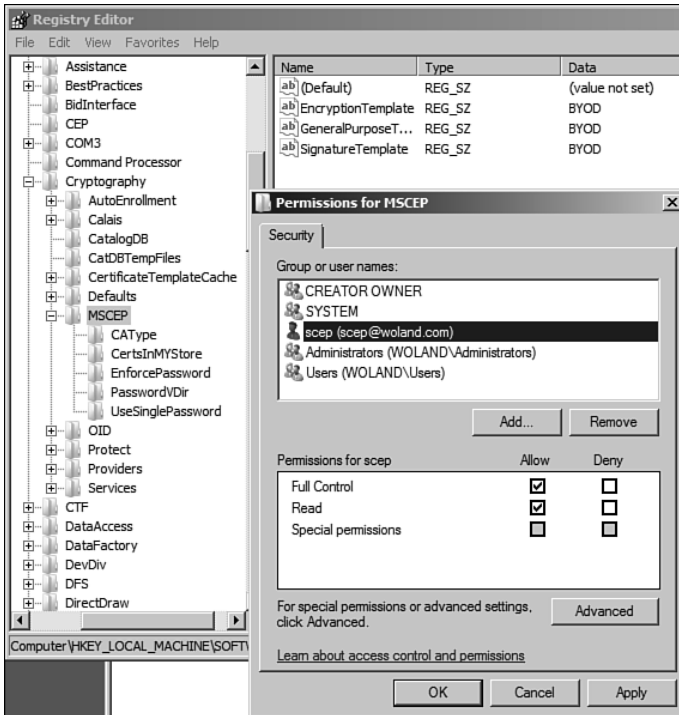 Registry Editor
File Edit View Favorites Help
Assistance
BestPractices
BidInterface
CEP
COM3
Command Processor
Cryptography
AutoEnrollment
Calais
CatalogDB
CatDBTempFiles
CertificateTemplateCache
Defaults
MSCEP
CAType
CertsInMYStore
EnforcePassword
PasswordVDir
UseSinglePassword
OID
Protect
Providers
Services
CTF
DataAccess
DataFactory
DevDiv
DFS
DirectDraw
Computer\HKEY_LOCAL_MACHINE\SOFTV
Name Type Data
ab (Default) REG_SZ (value not set)
ab EncryptionTemplate REG_SZ BYOD
ab GeneralPurposeT... REG_SZ BYOD
ab SignatureTemplate REG_SZ BYOD
Permissions for MSCEP
Security
Group or user names:
CREATOR OWNER
SYSTEM
scep (scep@woland.com)
Administrators (WOLAND\Administrators)
Users (WOLAND\Users)
Add... Remove
Permissions for scep Allow Deny
Full Control
Read
Special permissions
For special permissions or advanced settings,
click Advanced.
Advanced
Learn about access control and permissions
OK Cancel Apply